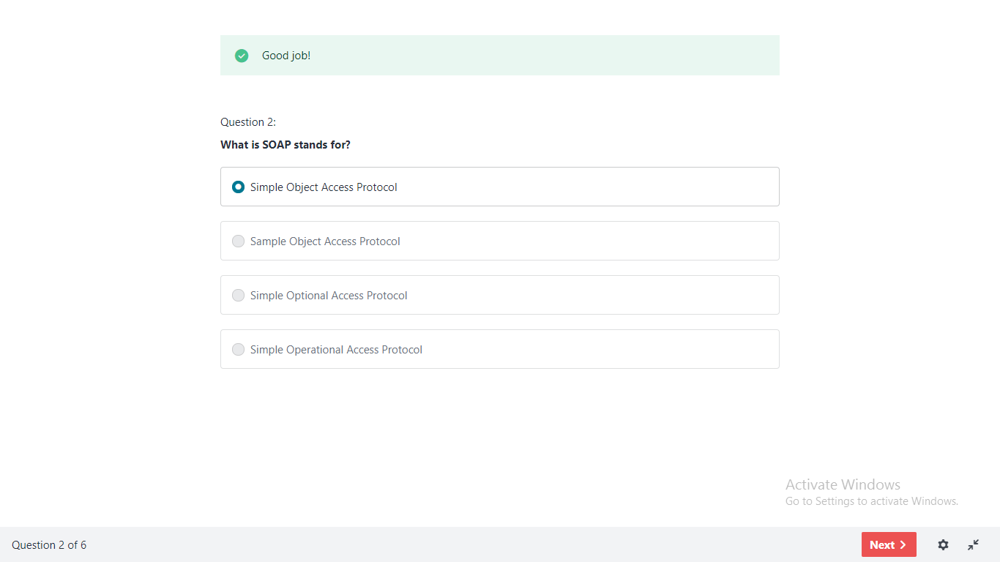 Good job!
Question 2:
What is SOAP stands for?
Simple Object Access Protocol
Sample Object Access Protocol
Simple Optional Access Protocol
Simple Operational Access Protocol
Activate Windows
Go to Settings to activate Windows.
Question 2 of 6
Next